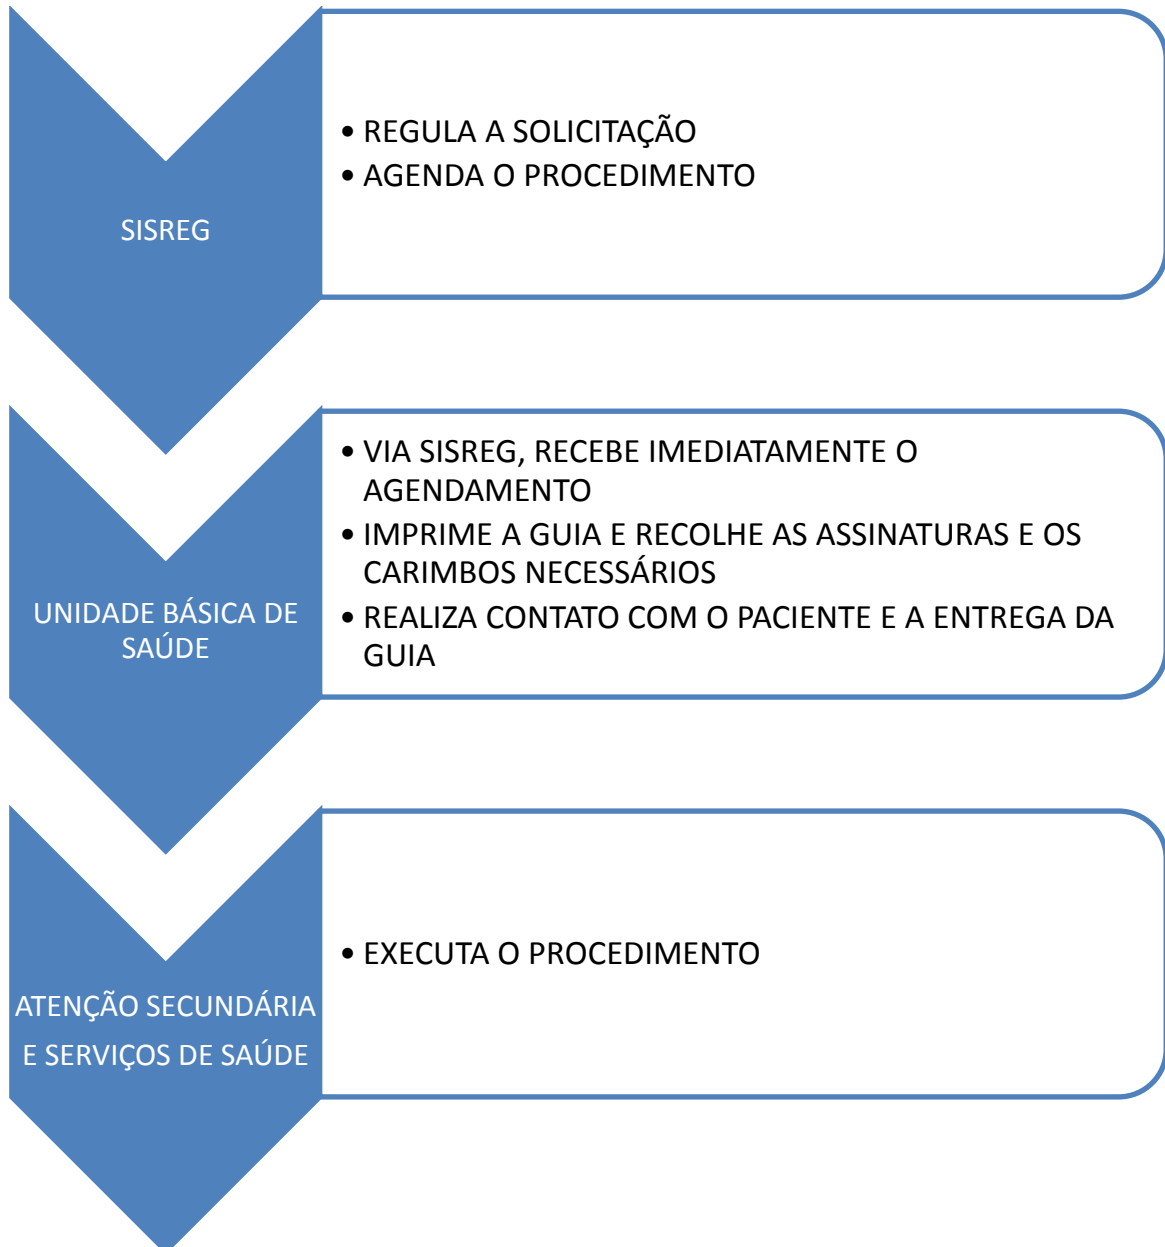 SISREG
• REGULA A SOLICITAÇÃO
• AGENDA O PROCEDIMENTO
UNIDADE BÁSICA DE
SAÚDE
• VIA SISREG, RECEBE IMEDIATAMENTE O
AGENDAMENTO
• IMPRIME A GUIA E RECOLHE AS ASSINATURAS E OS
CARIMBOS NECESSÁRIOS
• REALIZA CONTATO COM O PACIENTE E A ENTREGA DA
GUIA
ATENÇÃO SECUNDÁRIA
E SERVIÇOS DE SAÚDE
• EXECUTA O PROCEDIMENTO